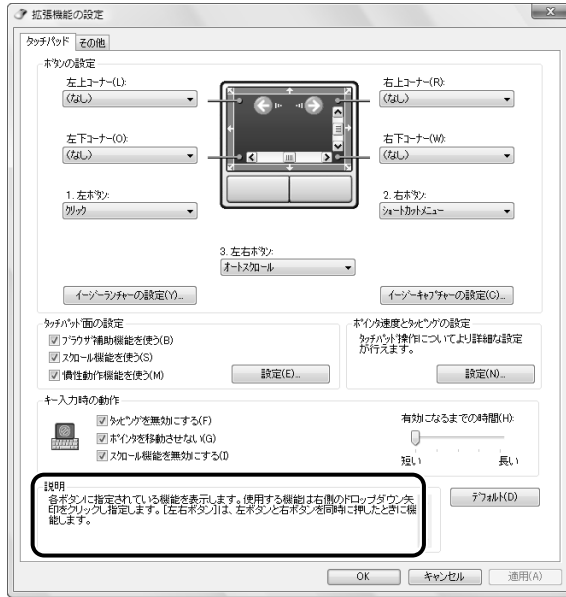 拡張機能の設定
タッチパッド その他
ボタンの設定
左上コーナー(L):
(なし)
右上コーナー(R):
(なし)
左下コーナー(O):
(なし)
右下コーナー(W):
(なし)
1. 左ボタン:
クリック
2. 右ボタン:
ショートカットメニュー
3. 左右ボタン:
オートスクロール
イージーランチャーの設定(Y)...
イージーキャプチャーの設定(C)...
タッチパッド面の設定
ブラウザ補助機能を使う(B)
スクロール機能を使う(S)
慣性動作機能を使う(M)
設定(E)...
ポインタ速度とタッピングの設定
タッチパッド操作についてより詳細な設定
が行えます。
設定(N)...
キー入力時の動作
タッピングを無効にする(F)
ポインタを移動させない(G)
スクロール機能を無効にする(I)
有効になるまでの時間(H):
短い 長い
説明
各ボタンに指定されている機能を表示します。使用する機能は右側のドロップダウン矢
印をクリックし指定します。[左右ボタン]は、左ボタンと右ボタンを同時に押したときに機
能します。
デフォルト(D)
OK キャンセル 適用(A)